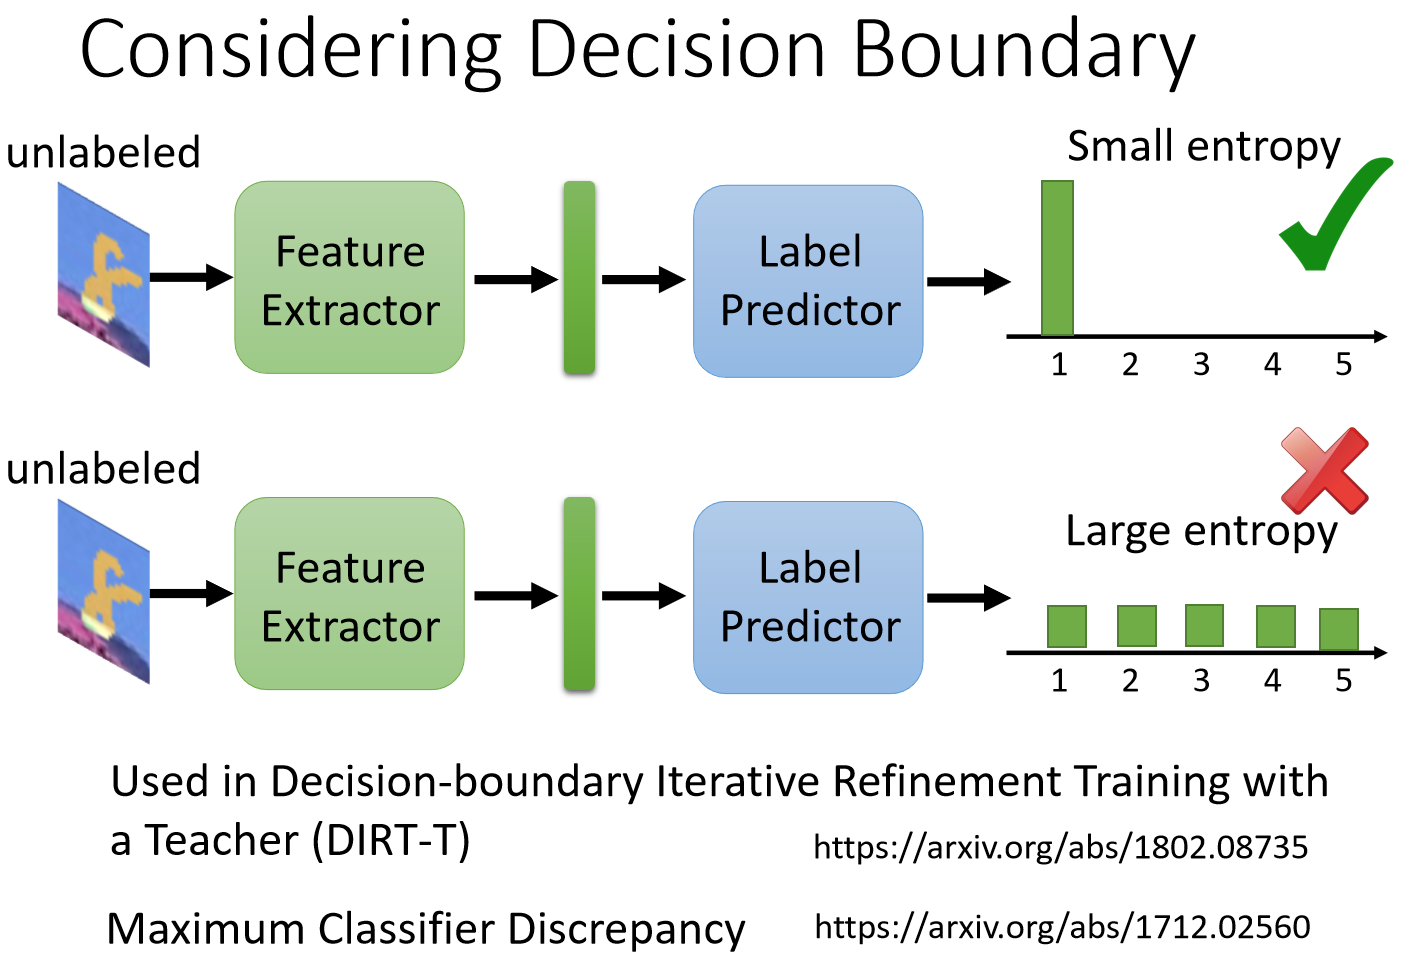 Considering Decision Boundary
unlabeled
Small entropy
Feature
Extractor
Label
Predictor
1 2 3 4 5
unlabeled
Large entropy
Feature
Extractor
Label
Predictor
1 2 3 4 5
Used in Decision-boundary Iterative Refinement Training with
a Teacher (DIRT-T)
https://arxiv.org/abs/1802.08735
Maximum Classifier Discrepancy
https://arxiv.org/abs/1712.02560